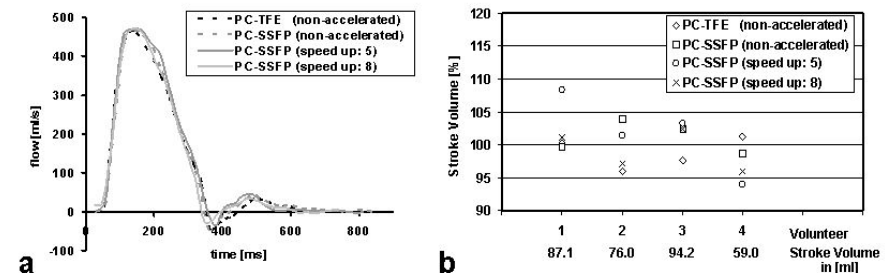 PC-TFE (non-accelerated)
PC-SSFP (non-accelerated)
PC-SSFP (speed up: 5)
PC-SSFP (speed up: 8)
flow [ml/s]
500
400
300
200
100
0
-100
0 200 400 600 800
time [ms]
a
PC-TFE (non-accelerated)
PC-SSFP (non-accelerated)
PC-SSFP (speed up: 5)
PC-SSFP (speed up: 8)
Stroke Volume [%]
120
115
110
105
100
95
90
1 2 3 4 Volunteer
87.1 76.0 94.2 59.0 Stroke Volume
in [ml]
b